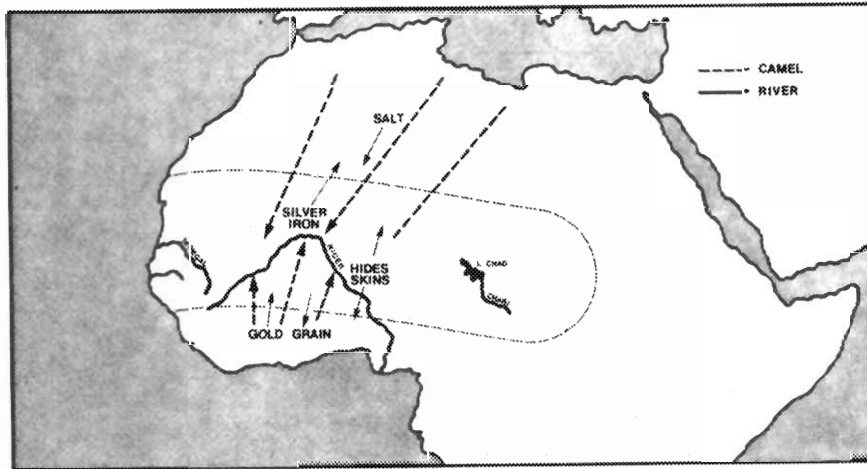 CAMEL
RIVER
SALT
SILVER
IRON
NIGER
HIDES
SKINS
L CHAD
GOLD GRAIN